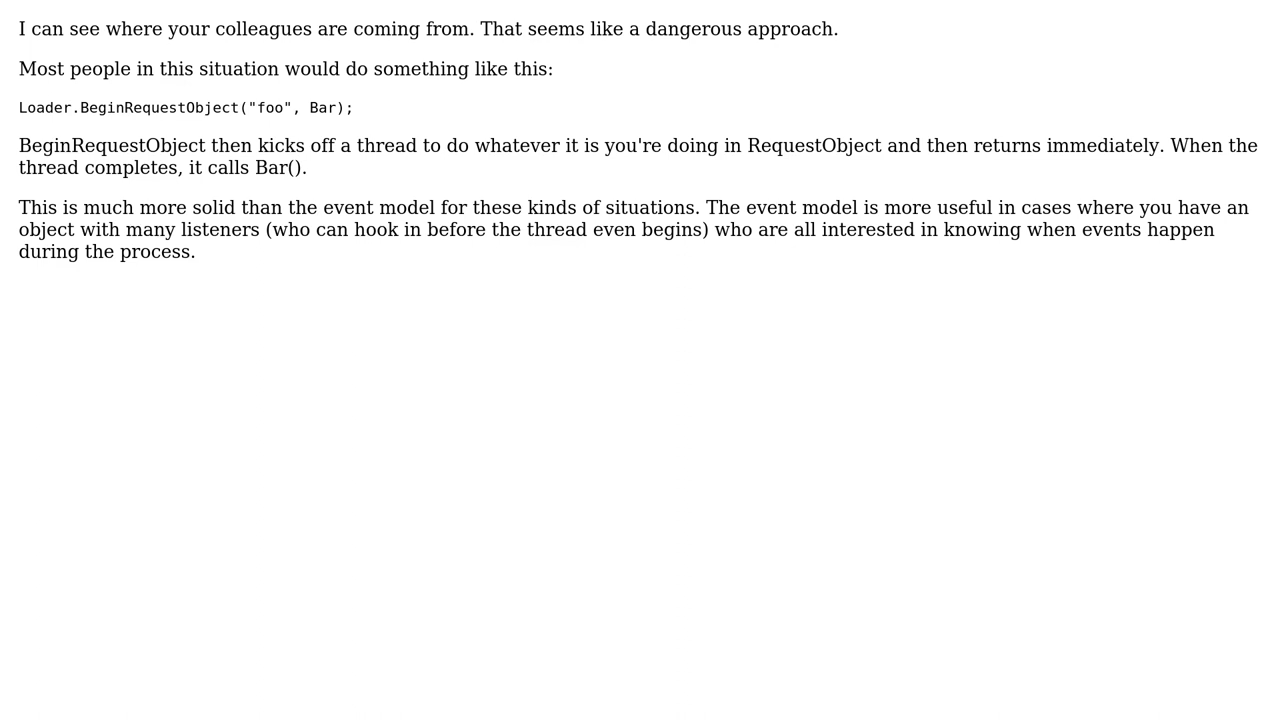 I can see where your colleagues are coming from. That seems like a dangerous approach.
Most people in this situation would do something like this:
Loader.BeginRequestObject("foo", Bar);
BeginRequestObject then kicks off a thread to do whatever it is you're doing in RequestObject and then returns immediately. When the
thread completes, it calls Bar().
This is much more solid than the event model for these kinds of situations. The event model is more useful in cases where you have an
object with many listeners (who can hook in before the thread even begins) who are all interested in knowing when events happen
during the process.